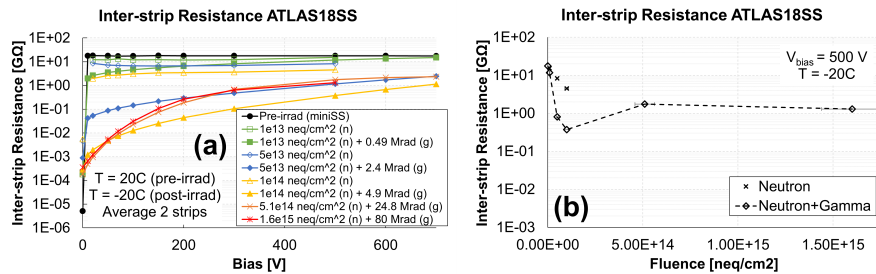 Inter-strip Resistance ATLAS18SS
(a)
Inter-strip Resistance [GΩ]
1E+02
1E+01
1E+00
1E-01
1E-02
1E-03
1E-04
1E-05
1E-06
Pre-irrad (miniSS)
1e13 neq/cm^2 (n)
1e13 neq/cm^2 (n) + 0.49 Mrad (g)
5e13 neq/cm^2 (n)
5e13 neq/cm^2 (n) + 2.4 Mrad (g)
1e14 neq/cm^2 (n)
1e14 neq/cm^2 (n) + 4.9 Mrad (g)
5.1e14 neq/cm^2 (n) + 24.8 Mrad (g)
1.6e15 neq/cm^2 (n) + 80 Mrad (g)
T = 20C (pre-irrad)
T = -20C (post-irrad)
Average 2 strips
0 200 400 600
Bias [V]
Inter-strip Resistance ATLAS18SS
Inter-strip Resistance [GΩ]
1E+02
1E+01
1E+00
1E-01
1E-02
1E-03
Vbias = 500 V
T = -20C
(b)
Neutron
Neutron+Gamma
0.00E+00 5.00E+14 1.00E+15 1.50E+15
Fluence [neq/cm2]